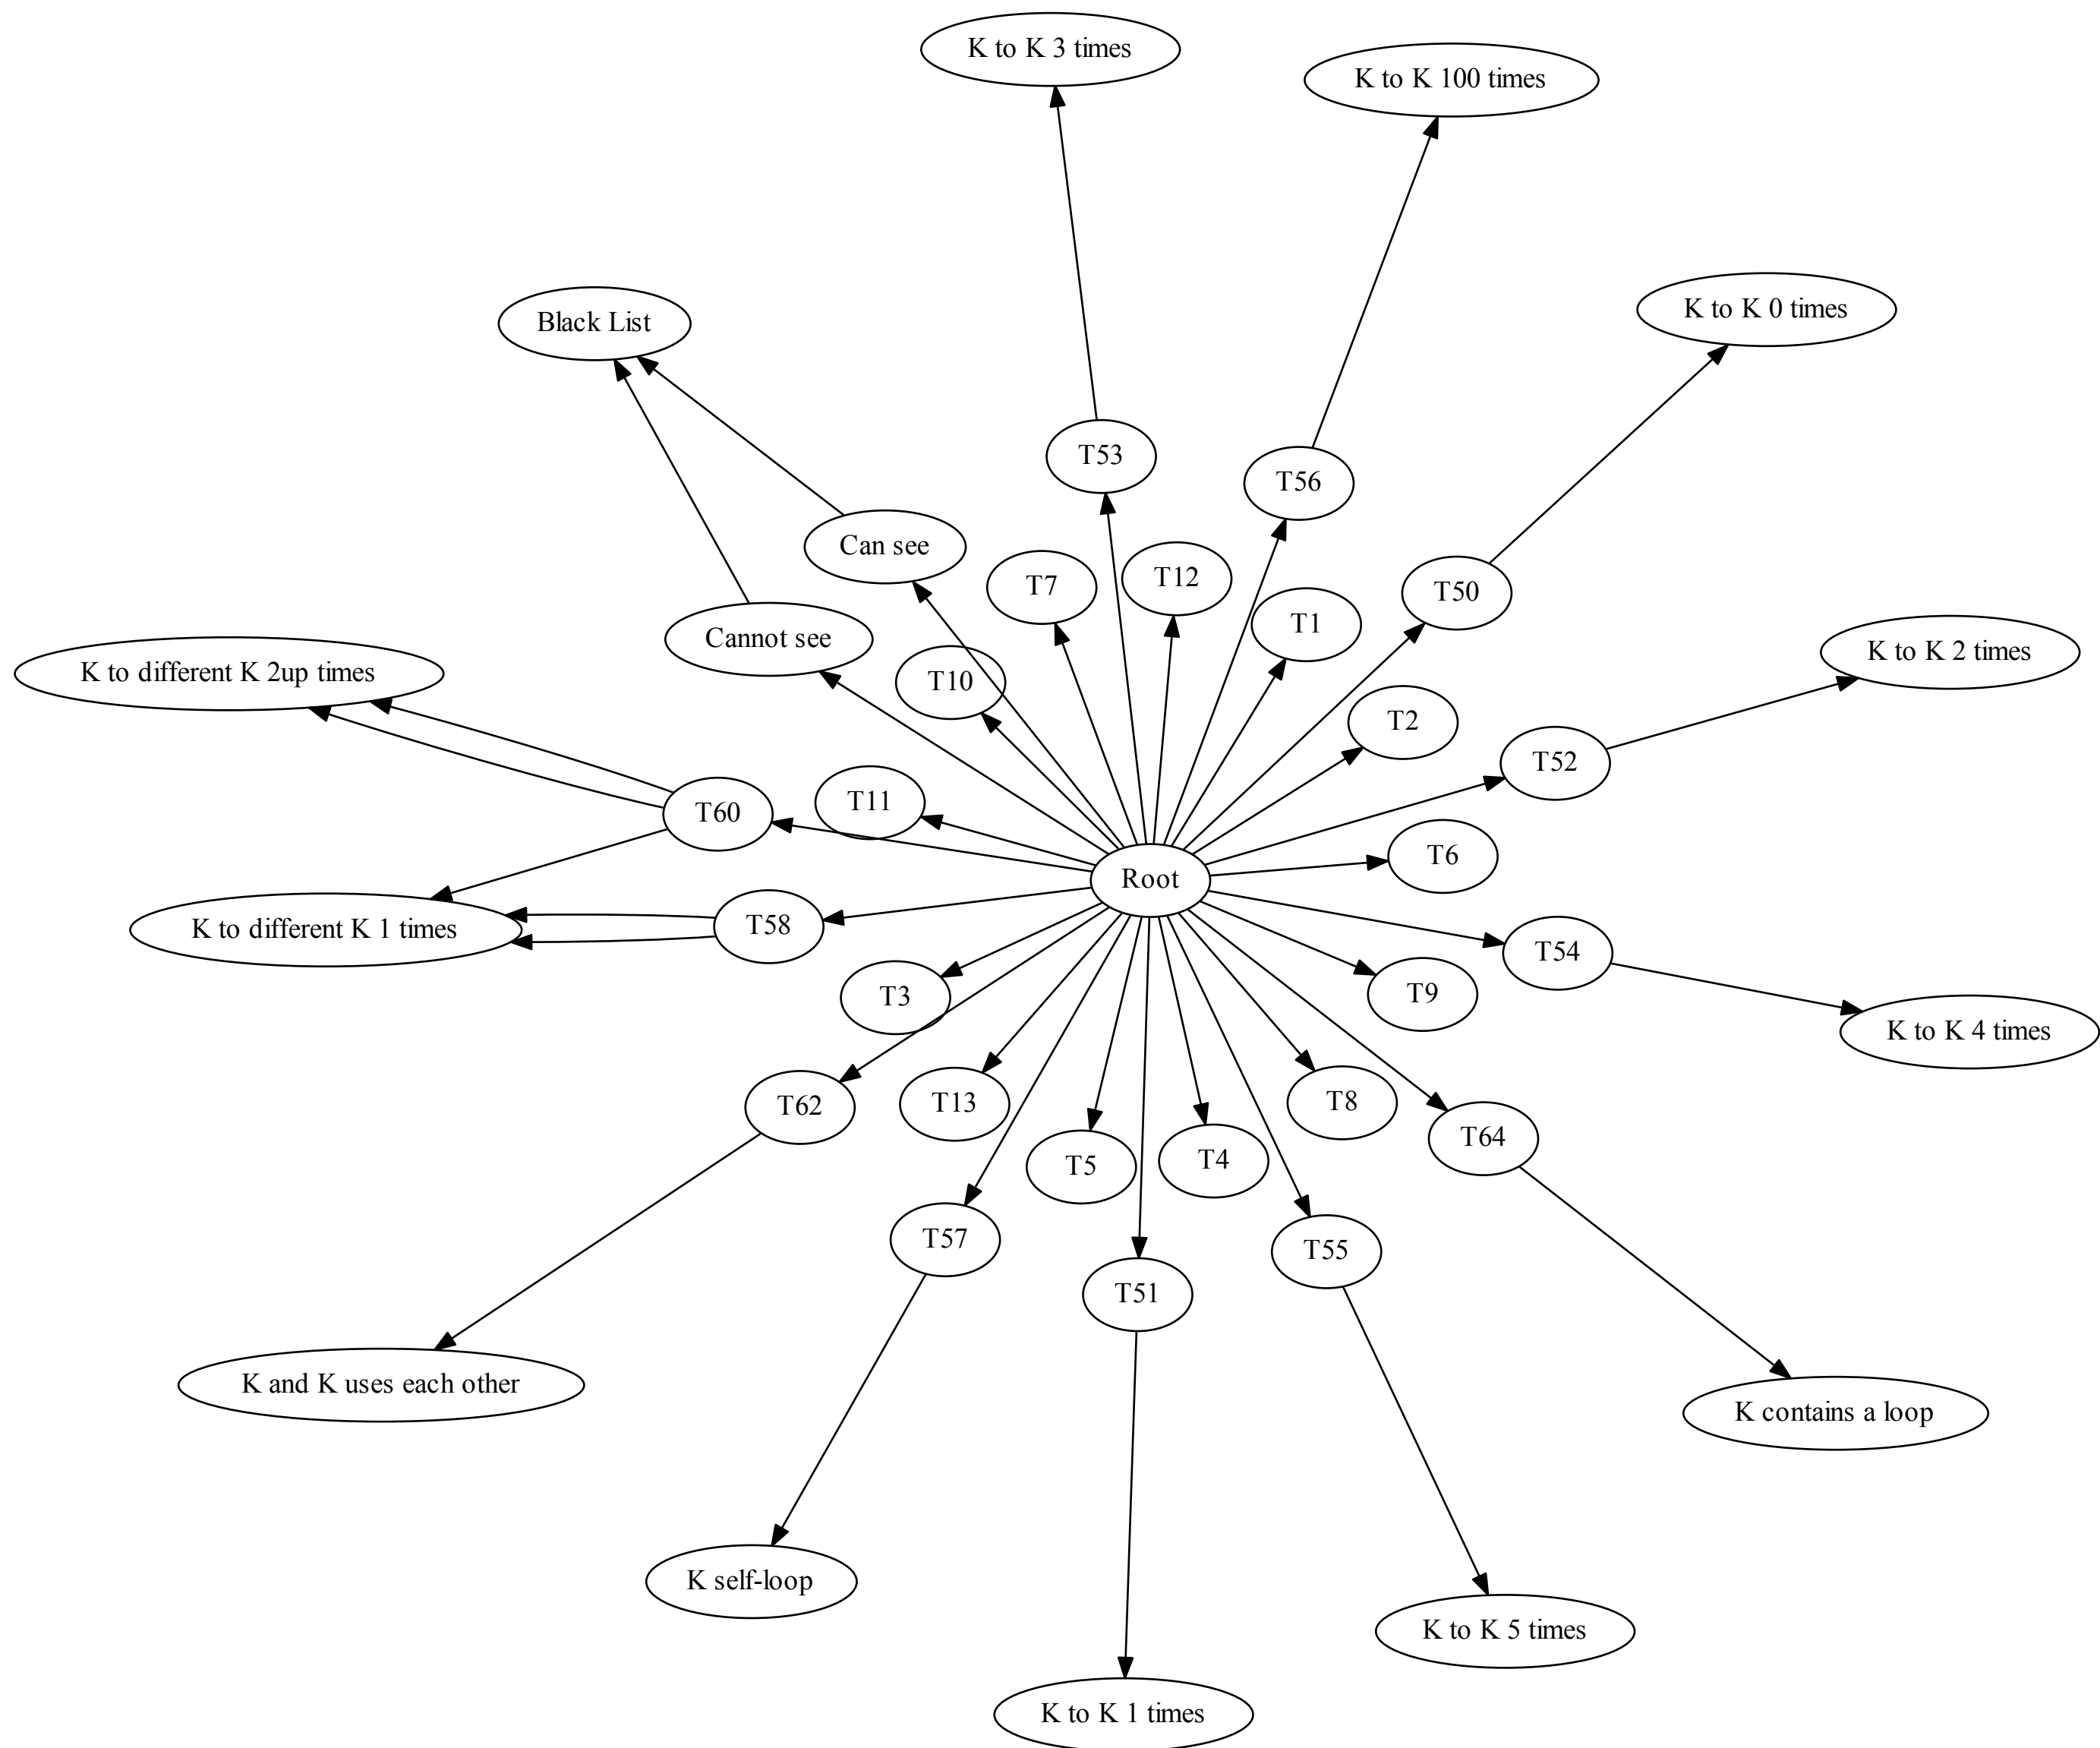 K to K 3 times
K to K 100 times
K to K 0 times
Black List
T53
T56
Can see
T12
T7
T50
T1
Cannot see
K to K 2 times
K to different K 2up times
T10
T2
T52
T11
T60
T6
Root
T58
K to different K 1 times
T54
T3
T9
K to K 4 times
T62
T13
T8
T5
T4
T64
T57
T55
T51
K and K uses each other
K contains a loop
K self-loop
K to K 5 times
K to K 1 times